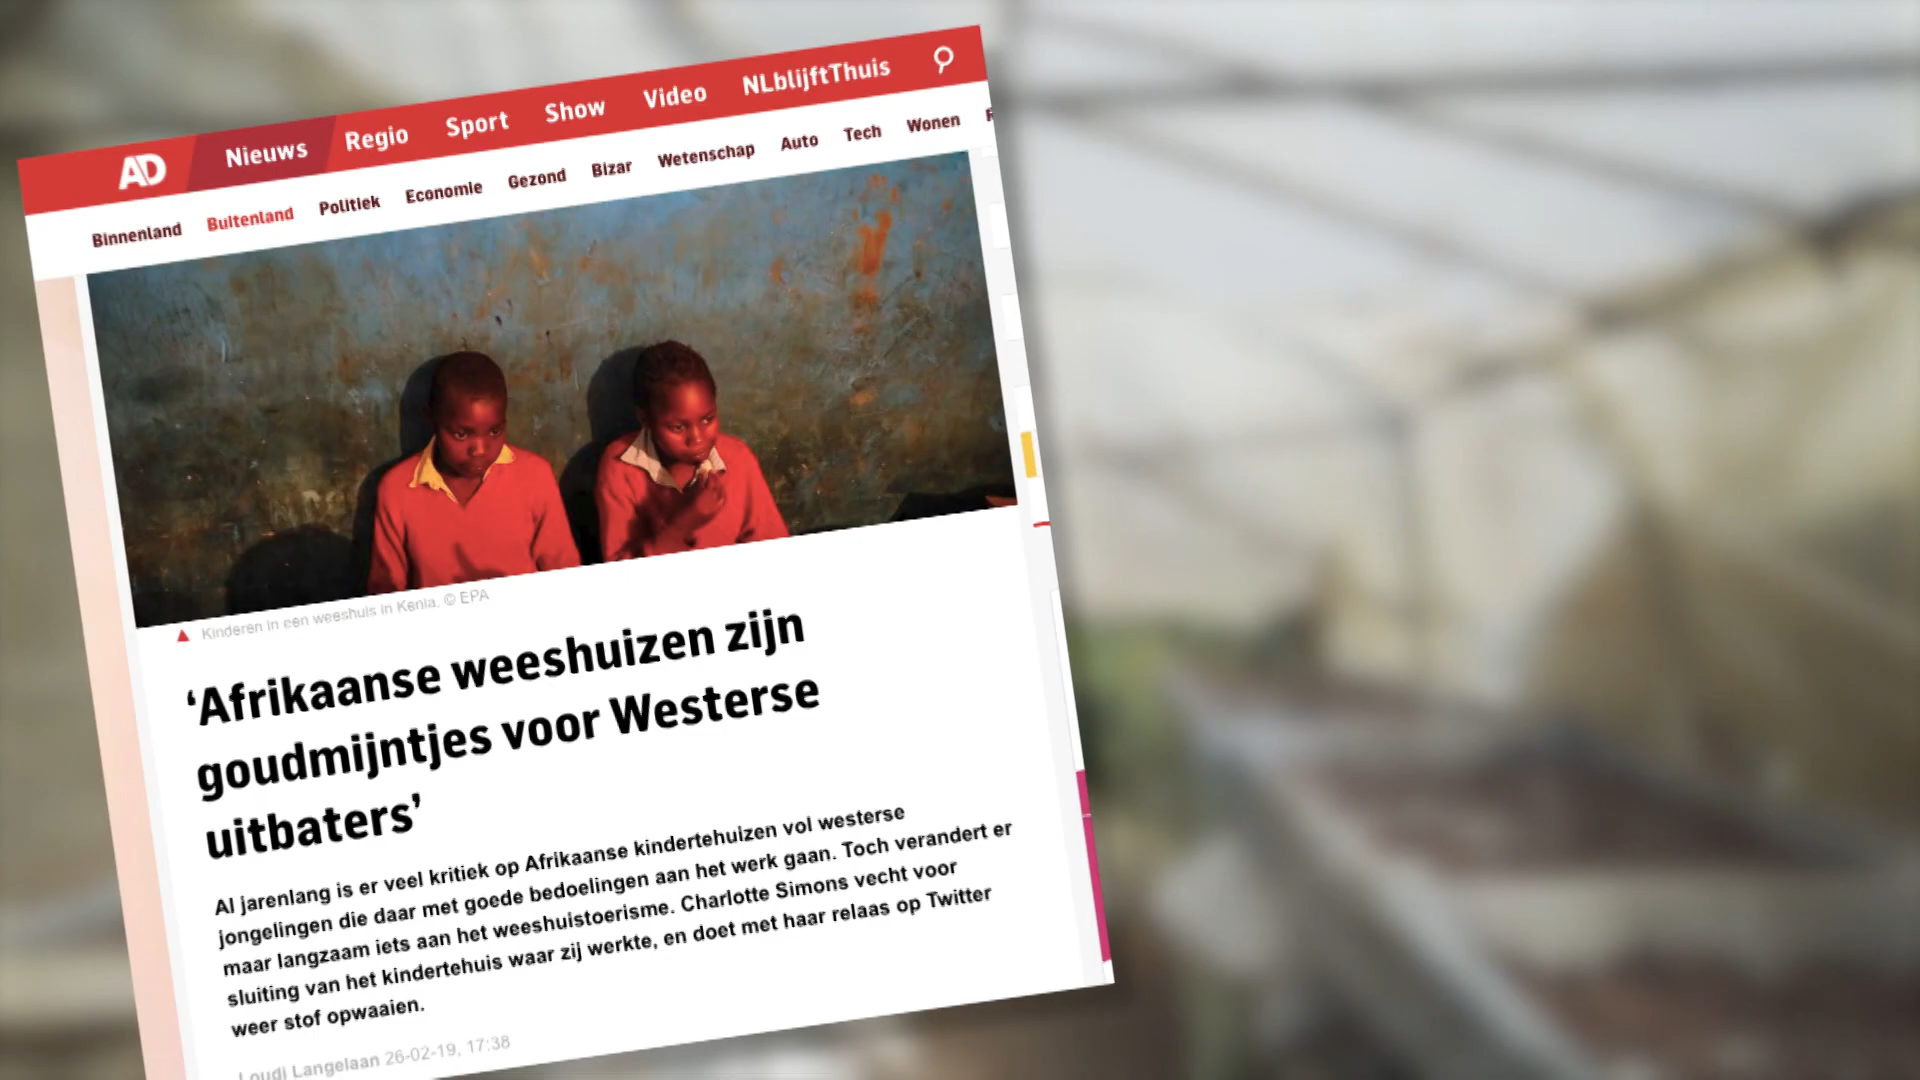 AD Nieuws Regio Sport Show Video NLblijftThuis
Binnenland Buitenland Politiek Economie Gezond Bizar Wetenschap Auto Tech Wonen
Kinderen in een weeshuis in Kenia. © EPA
‘Afrikaanse weeshuizen zijn
goudmijntjes voor Westerse
uitbaters’
Al jarenlang is er veel kritiek op Afrikaanse kindertehuizen vol westerse
jongelingen die daar met goede bedoelingen aan het werk gaan. Toch verandert er
maar langzaam iets aan het weeshuistoerisme. Charlotte Simons vecht voor
sluiting van het kindertehuis waar zij werkte, en doet met haar relaas op Twitter
weer stof opwaaien.
Loudi Langelaan 26-02-19, 17:38